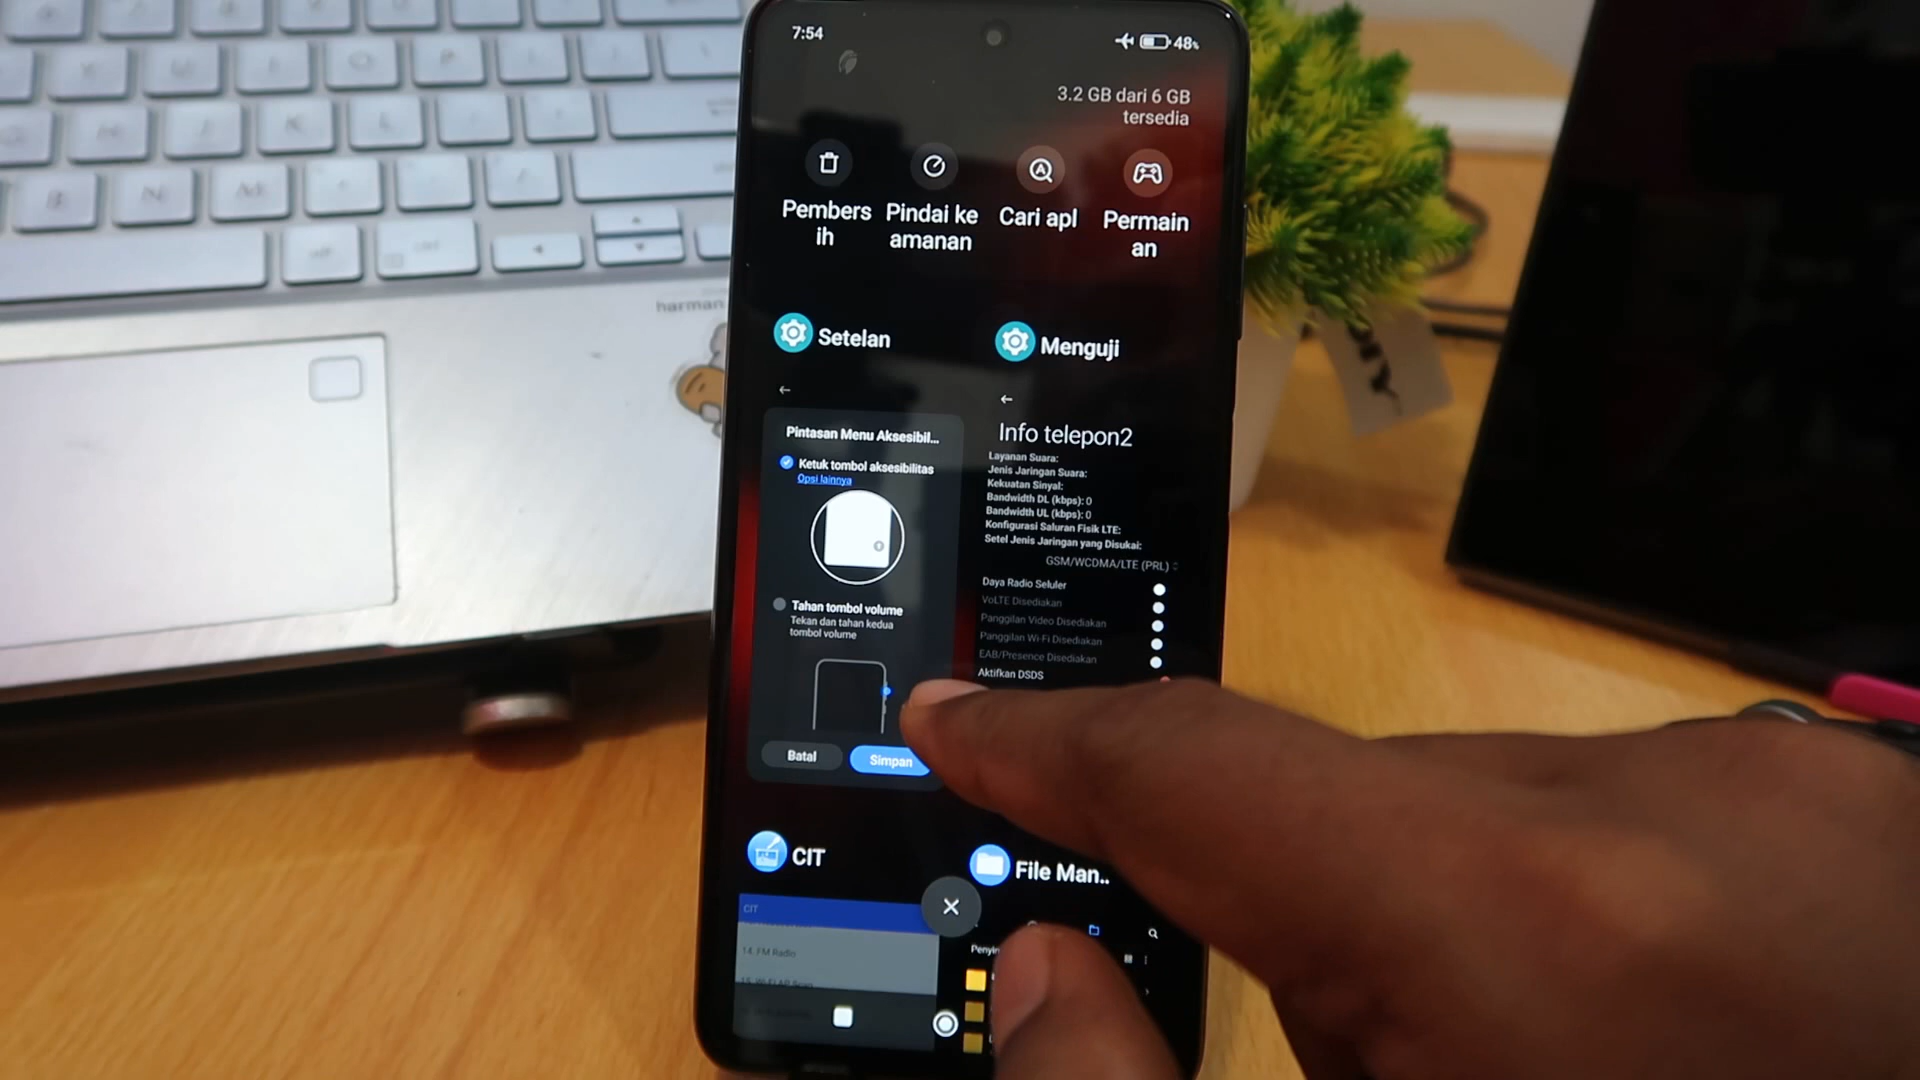 7:54
48%
3.2 GB dari 6 GB
tersedia
Pembers
ih
Pindai ke
amanan
Cari apl
Permain
an
Setelan
Menguji
Pintasan Menu Aksesibil...
Ketuk tombol aksesibilitas
Opsi lainnya
Tahan tombol volume
Tekan dan tahan kedua
tombol volume
Batal
Simpan
Info telepon2
Layanan Suara:
Jenis Jaringan Suara:
Kekuatan Sinyal:
Bandwidth DL (kbps): 0
Bandwidth UL (kbps): 0
Konfigurasi Saluran Fisik LTE:
Setel Jenis Jaringan yang Disukai:
GSM/WCDMA/LTE (PRL)
Daya Radio Seluler
VoLTE Disediakan
Panggilan Video Disediakan
Panggilan Wi-Fi Disediakan
EAB/Presence Disediakan
Aktifkan DSDS
CIT
File Man..
CIT
14. FM Radio
harman
DIY